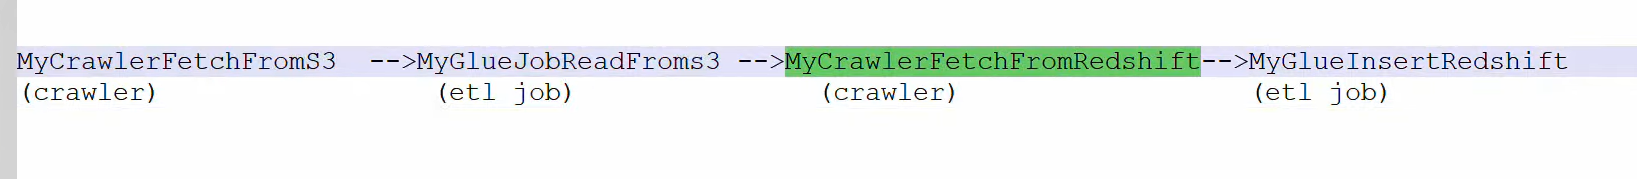 MyCrawlerFetchFromS3 -->MyGlueJobReadFroms3 -->MyCrawlerFetchFromRedshift-->MyGlueInsertRedshift
(crawler) (etl job) (crawler) (etl job)